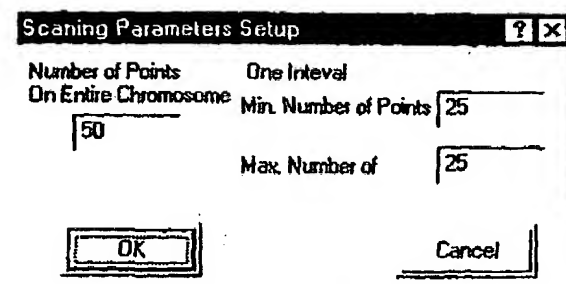 Scaning Parameters Setup
Number of Points
On Entire Chromosome
50
One Inteval
Min. Number of Points 25
Max. Number of 25
OK
Cancel